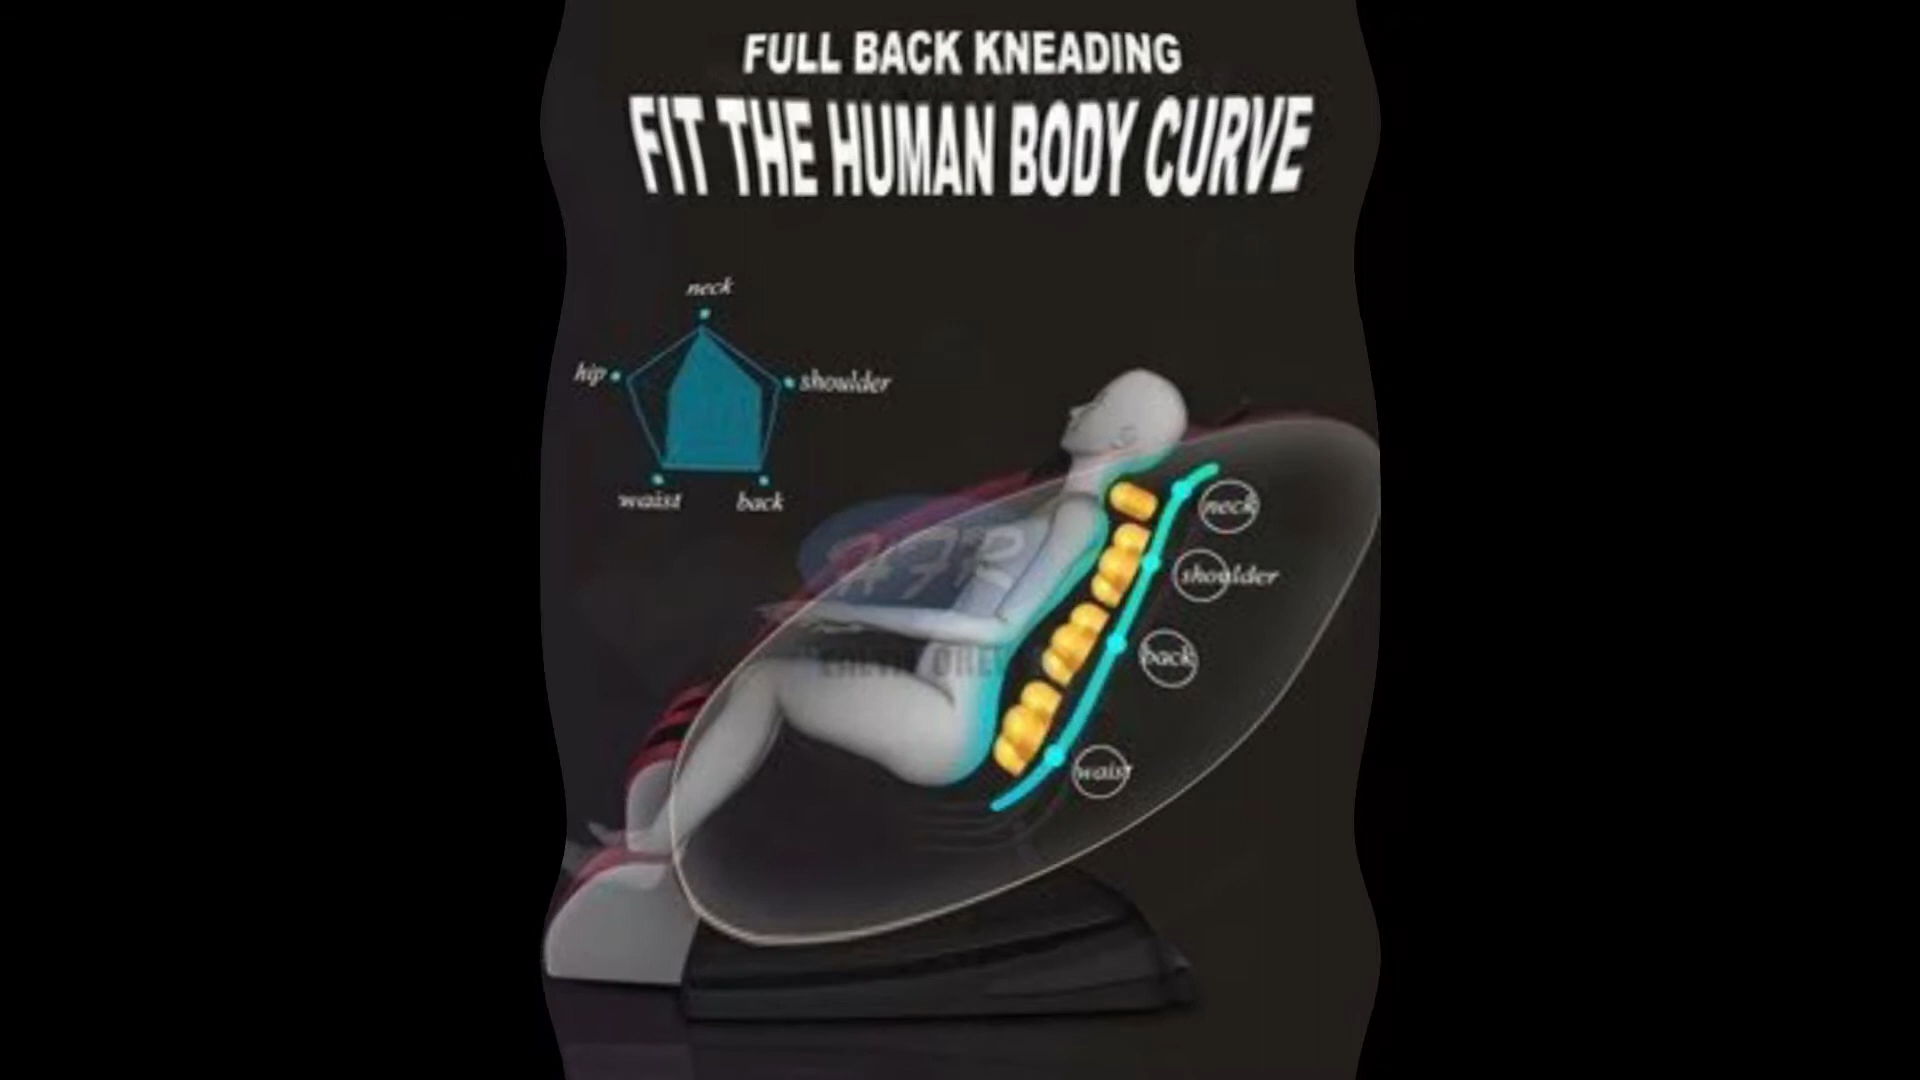 FULL BACK KNEADING
FIT THE HUMAN BODY CURVE
neck
hip
shoulder
waist
back
neck
shoulder
back
waist